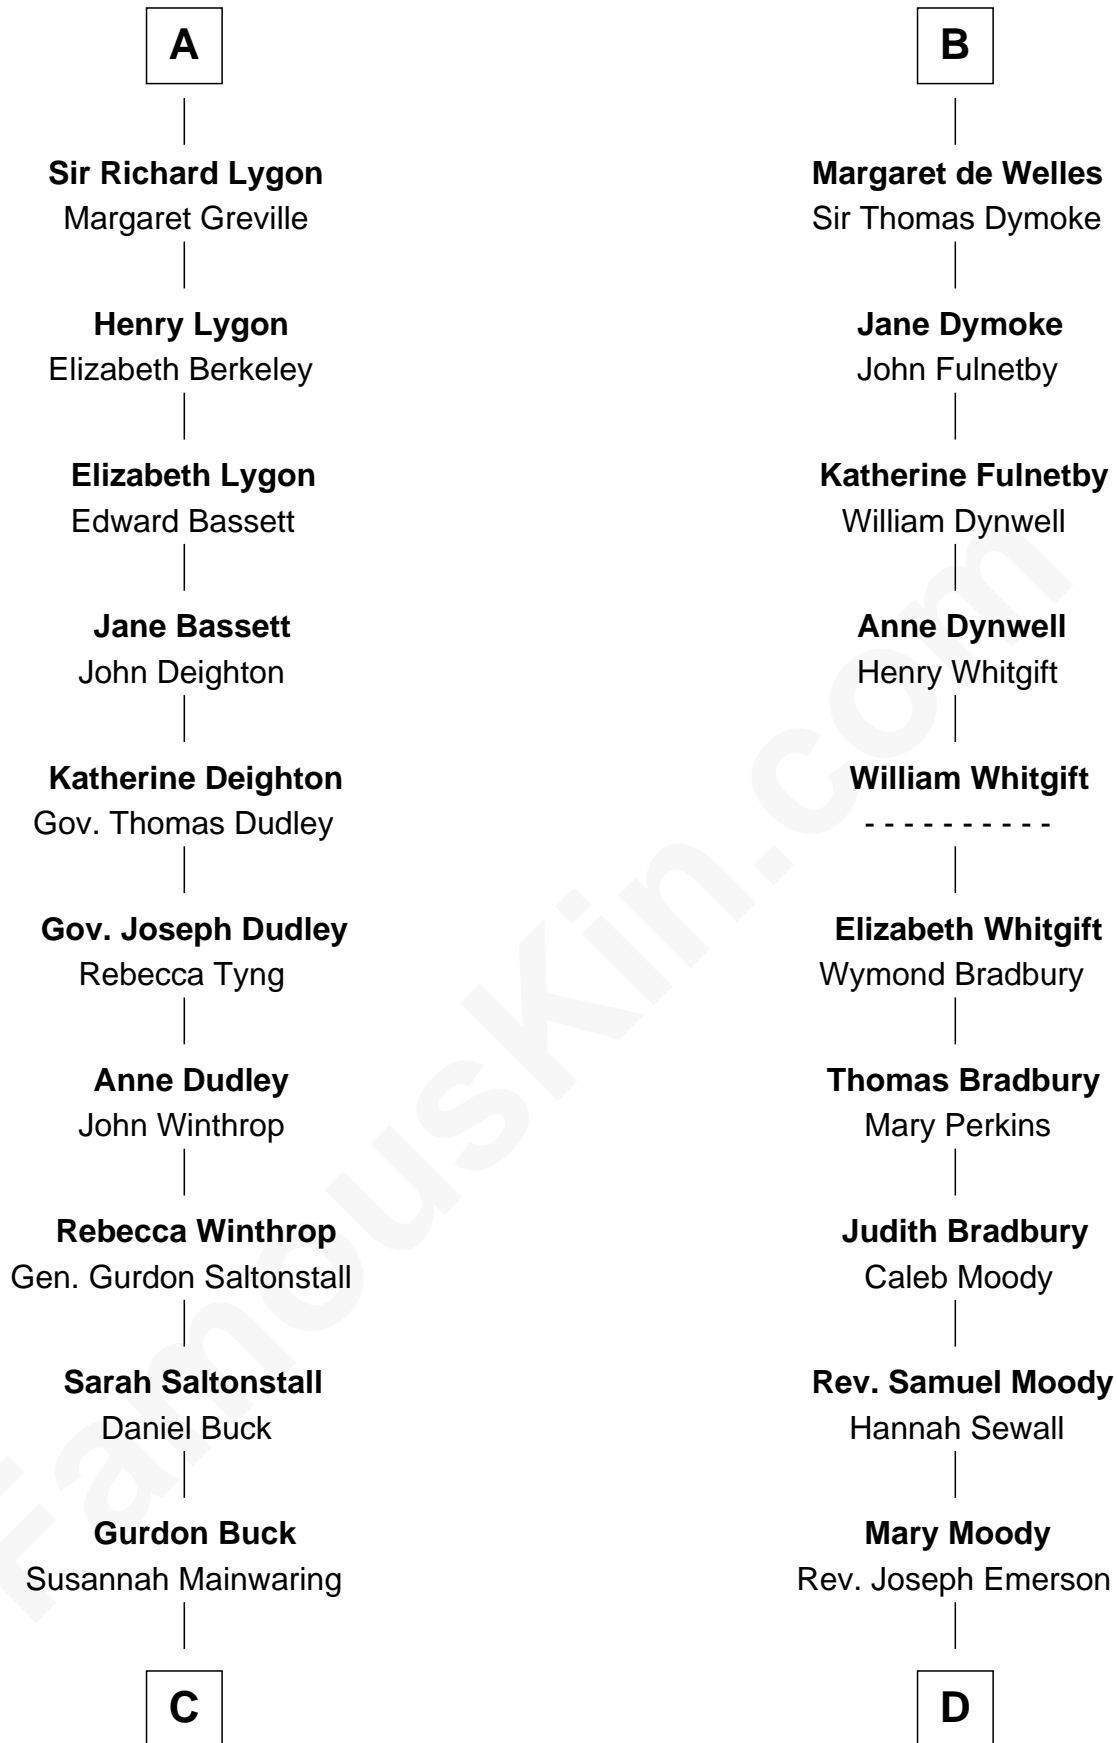 A
Sir Richard Lygon
Margaret Greville
Henry Lygon
Elizabeth Berkeley
Elizabeth Lygon
Edward Bassett
Jane Bassett
John Deighton
Katherine Deighton
Gov. Thomas Dudley
Gov. Joseph Dudley
Rebecca Tyng
Anne Dudley
John Winthrop
Rebecca Winthrop
Gen. Gurdon Saltonstall
Sarah Saltonstall
Daniel Buck
Gurdon Buck
Susannah Mainwaring
C
B
Margaret de Welles
Sir Thomas Dymoke
Jane Dymoke
John Fulnetby
Katherine Fulnetby
William Dynwell
Anne Dynwell
Henry Whitgift
William Whitgift
- - - - - - - - - -
Elizabeth Whitgift
Wymond Bradbury
Thomas Bradbury
Mary Perkins
Judith Bradbury
Caleb Moody
Rev. Samuel Moody
Hannah Sewall
Mary Moody
Rev. Joseph Emerson
D
FamousKin.com